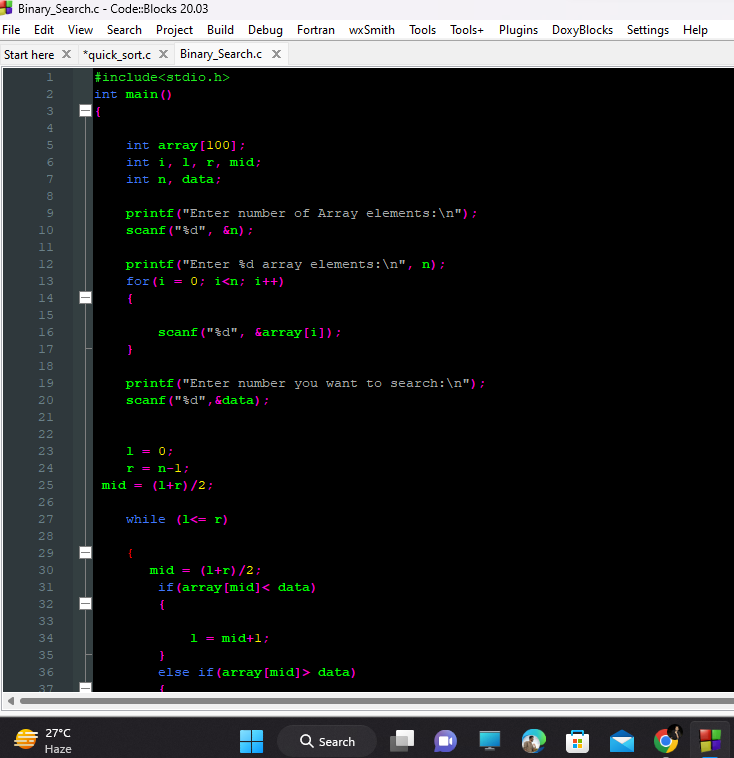 Binary_Search.c - Code::Blocks 20.03
File Edit View Search Project Build Debug Fortran wxSmith Tools Tools+ Plugins DoxyBlocks Settings Help
Start here *quick_sort.c Binary_Search.c
1 #include<stdio.h>
2 int main()
3 {
4
5 int array[100];
6 int i, l, r, mid;
7 int n, data;
8
9 printf("Enter number of Array elements:\n");
10 scanf("%d", &n);
11
12 printf("Enter %d array elements:\n", n);
13 for(i = 0; i<n; i++)
14 {
15
16 scanf("%d", &array[i]);
17 }
18
19 printf("Enter number you want to search:\n");
20 scanf("%d",&data);
21
22
23 l = 0;
24 r = n-1;
25 mid = (l+r)/2;
26
27 while (l<= r)
28
29 {
30 mid = (l+r)/2;
31 if(array[mid]< data)
32 {
33
34 l = mid+1;
35 }
36 else if(array[mid]> data)
37 {
27°C
Haze
Search